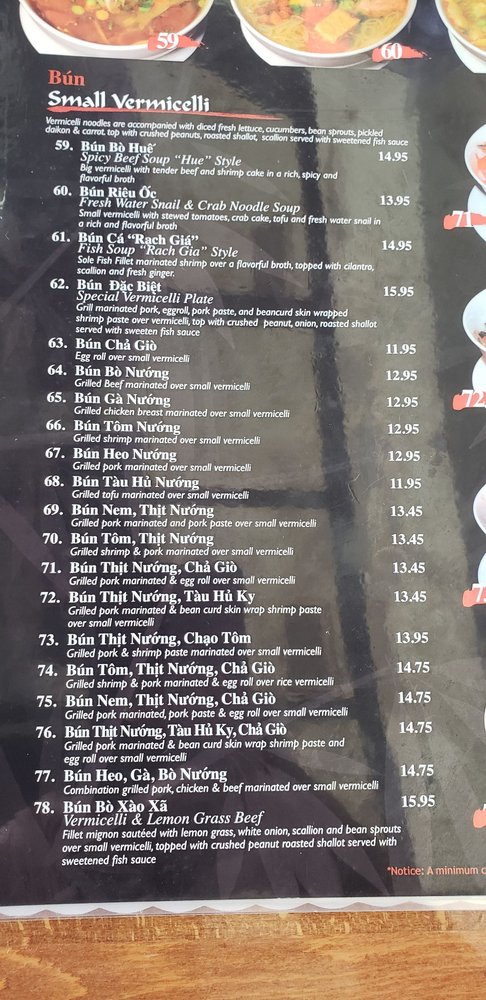 59
60
Bún
Small Vermicelli
Vermicelli noodles are accompanied with diced fresh lettuce, cucumbers, bean sprouts, pickled
daikon & carrot, top with crushed peanuts, roasted shallot, scallion served with sweetened fish sauce
59. Bún Bò Huế
Spicy Beef Soup “Hue” Style 14.95
Big vermicelli with tender beef and shrimp cake in a rich, spicy and
flavorful broth
60. Bún Riêu Ốc
Fresh Water Snail & Crab Noodle Soup 13.95
Small vermicelli with stewed tomatoes, crab cake, tofu and fresh water snail in
a rich and flavorful broth
61. Bún Cá “Rạch Giá” 14.95
Fish Soup “Rach Gia” Style
Sole Fish Fillet marinated shrimp over a flavorful broth, topped with cilantro,
scallion and fresh ginger.
62. Bún Đặc Biệt 15.95
Special Vermicelli Plate
Grill marinated pork, eggroll, pork paste, and beancurd skin wrapped
shrimp paste over vermicelli, top with crushed peanut, onion, roasted shallot
served with sweeten fish sauce
63. Bún Chả Giò 11.95
Egg roll over small vermicelli
64. Bún Bò Nướng 12.95
Grilled Beef marinated over small vermicelli
65. Bún Gà Nướng 12.95
Grilled chicken breast marinated over small vermicelli
66. Bún Tôm Nướng 12.95
Grilled shrimp marinated over small vermicelli
67. Bún Heo Nướng 12.95
Grilled pork marinated over small vermicelli
68. Bún Tàu Hủ Nướng 11.95
Grilled tofu marinated over small vermicelli
69. Bún Nem, Thịt Nướng 13.45
Grilled pork marinated and pork paste over small vermicelli
70. Bún Tôm, Thịt Nướng 13.45
Grilled shrimp & pork marinated over small vermicelli
71. Bún Thịt Nướng, Chả Giò 13.45
Grilled pork marinated & egg roll over small vermicelli
72. Bún Thịt Nướng, Tàu Hủ Ky 13.45
Grilled pork marinated & bean curd skin wrap shrimp paste
over small vermicelli
73. Bún Thịt Nướng, Chạo Tôm 13.95
Grilled pork & shrimp paste marinated over small vermicelli
74. Bún Tôm, Thịt Nướng, Chả Giò 14.75
Grilled shrimp & pork marinated & egg roll over rice vermicelli
75. Bún Nem, Thịt Nướng, Chả Giò 14.75
Grilled pork marinated, pork paste & egg roll over small vermicelli
76. Bún Thịt Nướng, Tàu Hủ Ky, Chả Giò 14.75
Grilled pork marinated & bean curd skin wrap shrimp paste and
egg roll over small vermicelli
77. Bún Heo, Gà, Bò Nướng 14.75
Combination grilled pork, chicken & beef marinated over small vermicelli
78. Bún Bò Xào Xã 15.95
Vermicelli & Lemon Grass Beef
Fillet mignon sautéed with lemon grass, white onion, scallion and bean sprouts
over small vermicelli, topped with crushed peanut roasted shallot served with
sweetened fish sauce
71
72
*Notice: A minimum